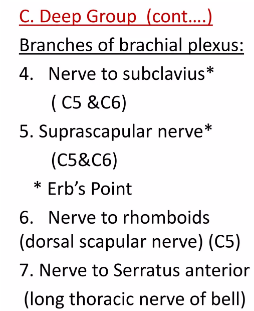 C. Deep Group (cont....)
Branches of brachial plexus:
4. Nerve to subclavius*
( C5 &C6)
5. Suprascapular nerve*
(C5&C6)
* Erb’s Point
6. Nerve to rhomboids
(dorsal scapular nerve) (C5)
7. Nerve to Serratus anterior
(long thoracic nerve of bell)